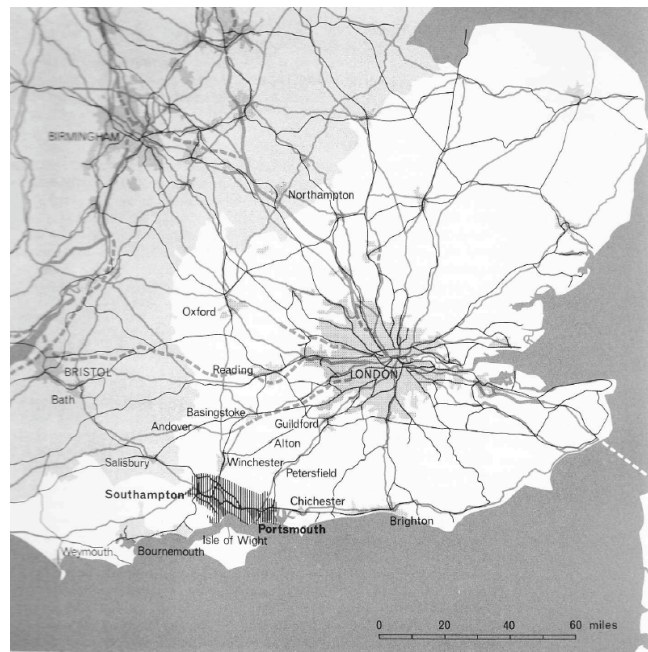 BIRMINGHAM
Northampton
Oxford
BRISTOL
Reading
LONDON
Bath
Basingstoke
Andover
Guildford
Alton
Salisbury
Winchester
Petersfield
Southampton
Chichester
Portsmouth
Brighton
Isle of Wight
Weymouth
Bournemouth
0 20 40 60 miles